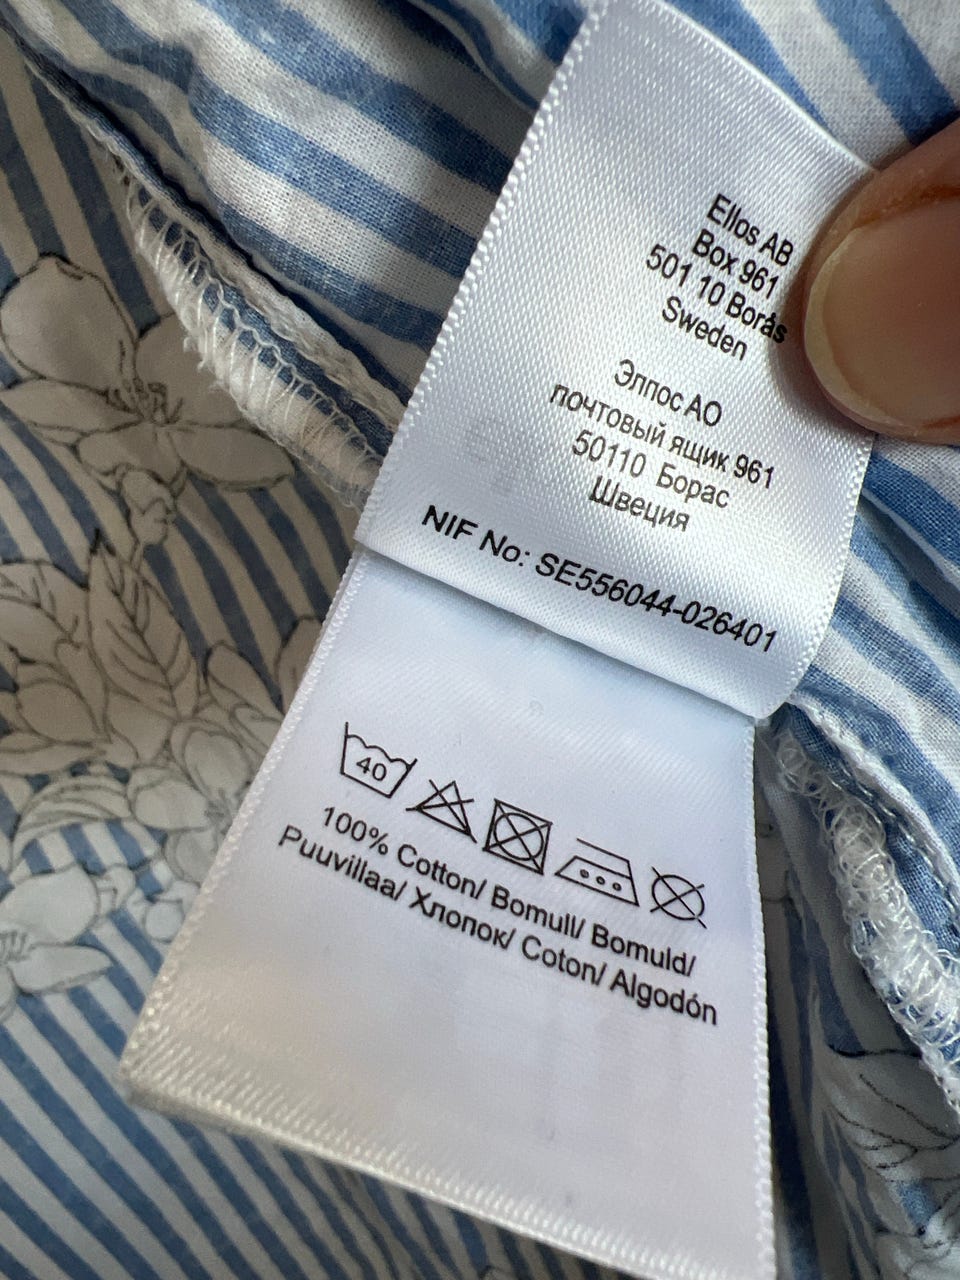 Ellos AB
Box 961
501 10 Borås
Sweden
Элпос АО
почтовый ящик 961
50110 Борас
Швеция
NIF No: SE556044-026401
40
100% Cotton/ Bomull/ Bomuld/
Puuvillaa/ Хлопок/ Coton/ Algodón